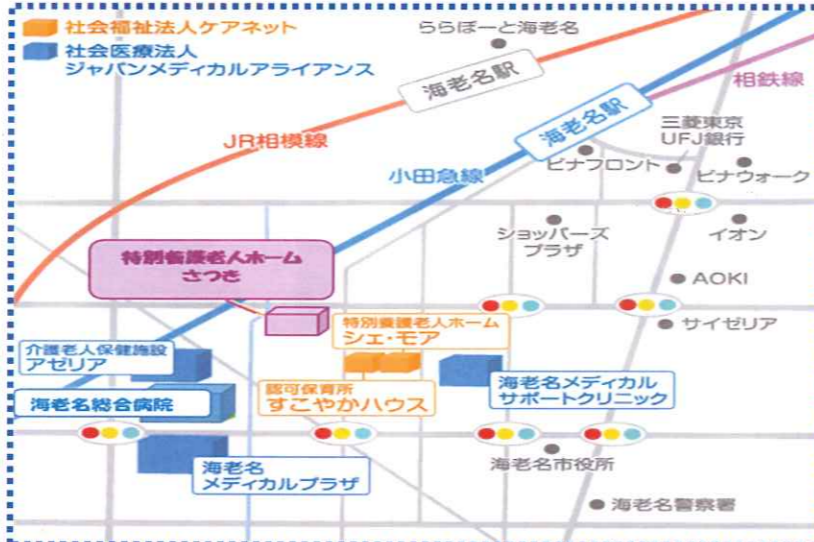 社会福祉法人ケアネット
社会医療法人
ジャパンメディカルアライアンス
ららぽーと海老名
海老名駅
相鉄線
JR相模線
海老名駅
三菱東京
UFJ銀行
小田急線
ビナフロント
ビナウォーク
ショッパーズ
プラザ
イオン
特別養護老人ホーム
さつき
AOKI
サイゼリア
特別養護老人ホーム
シェ・モア
介護老人保健施設
アゼリア
海老名総合病院
認可保育所
すこやかハウス
海老名メディカル
サポートクリニック
海老名
メディカルプラザ
海老名市役所
海老名警察署